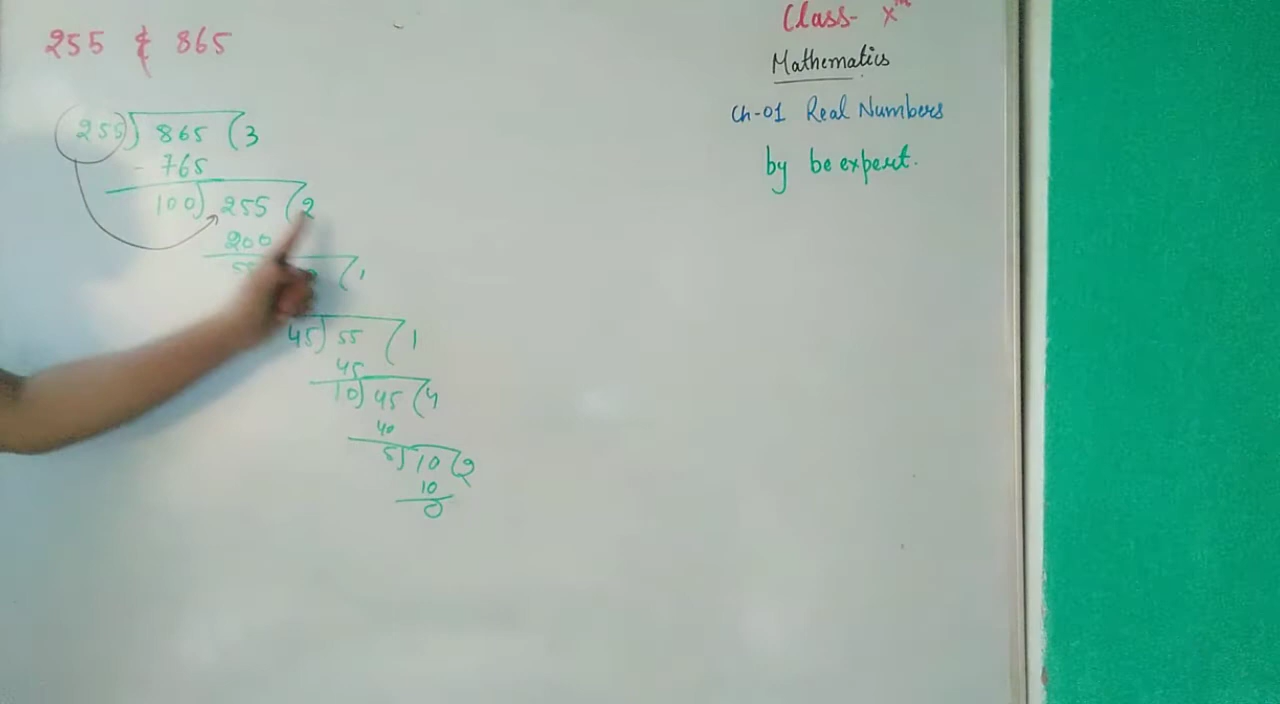 255 & 865
Class- Xth
Mathematics
Ch-01 Real Numbers
by be expert.
255) 865 (3
- 765
100) 255 (2
200
45) 55 (1
45
10) 45 (4
40
5) 10 (2
10
0